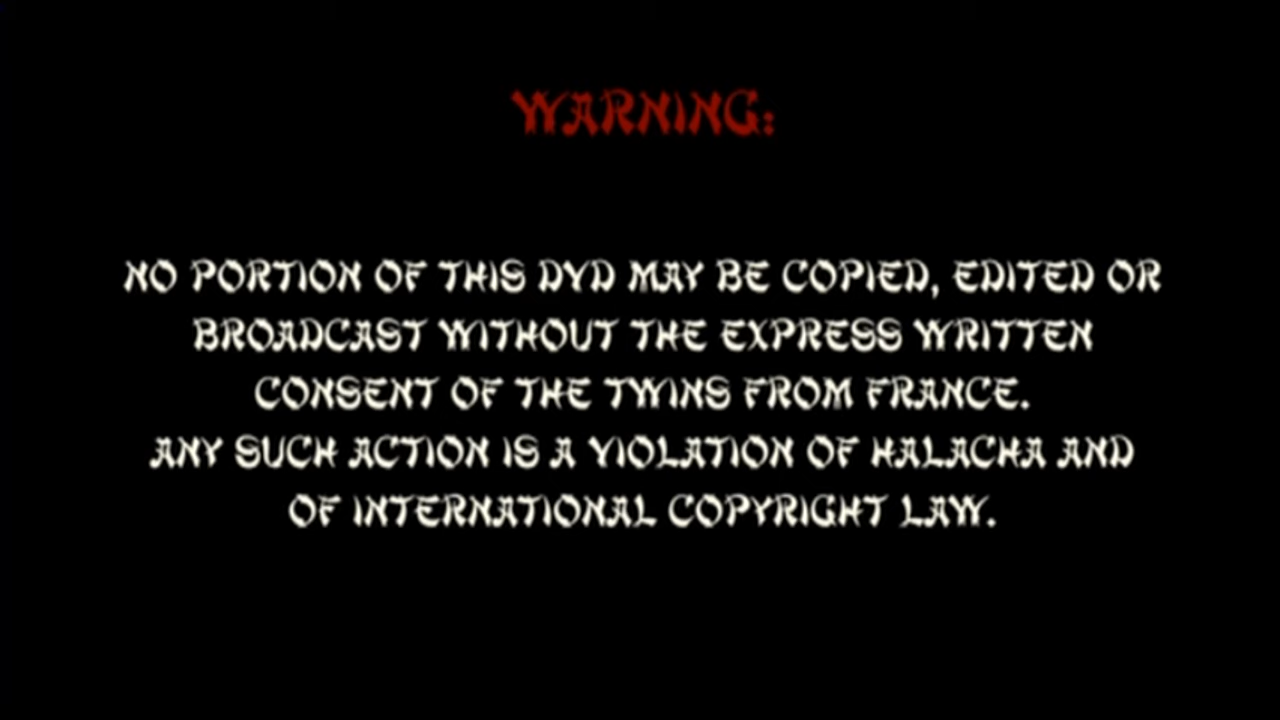 WARNING:
NO PORTION OF THIS DVD MAY BE COPIED, EDITED OR
BROADCAST WITHOUT THE EXPRESS WRITTEN
CONSENT OF THE TWINS FROM FRANCE.
ANY SUCH ACTION IS A VIOLATION OF HALACHA AND
OF INTERNATIONAL COPYRIGHT LAW.